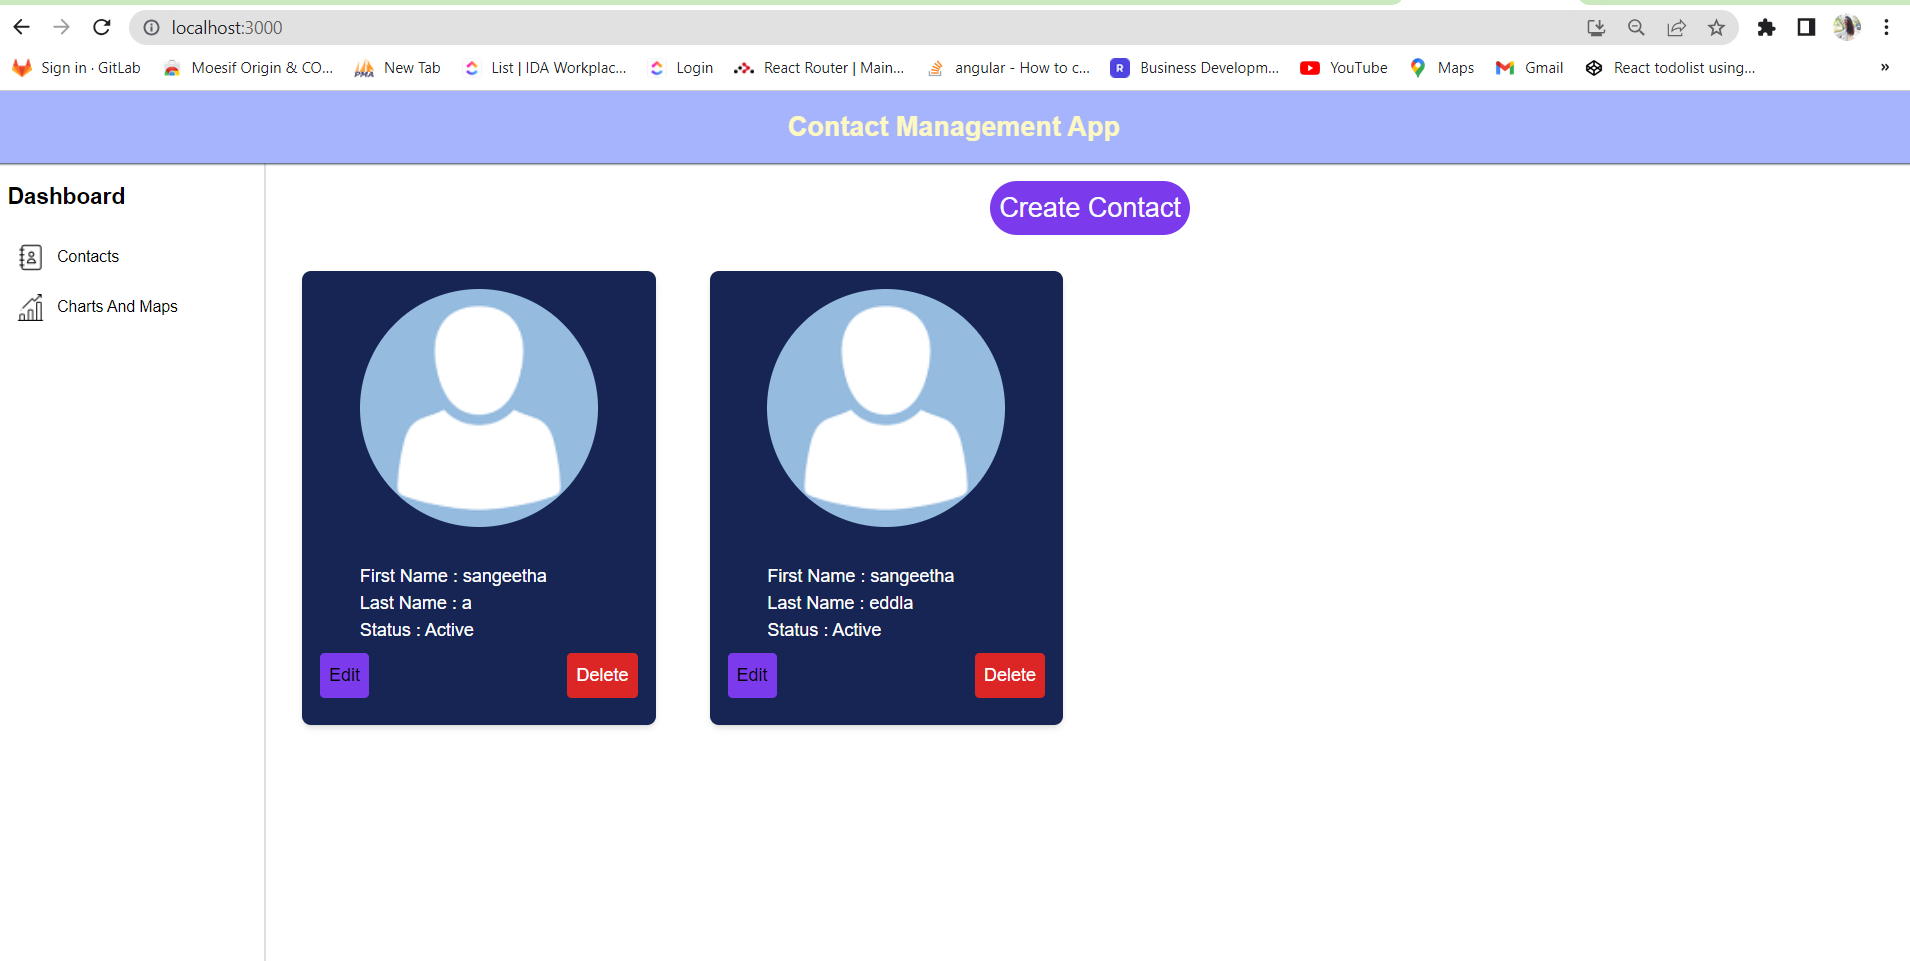 localhost:3000
Sign in · GitLab Moesif Origin & CO... PMA New Tab List | IDA Workplac... Login React Router | Main... angular - How to c... R Business Developm... YouTube Maps Gmail React todolist using... »
Contact Management App
Dashboard
Contacts
Charts And Maps
Create Contact
First Name : sangeetha
Last Name : a
Status : Active
Edit Delete
First Name : sangeetha
Last Name : eddla
Status : Active
Edit Delete